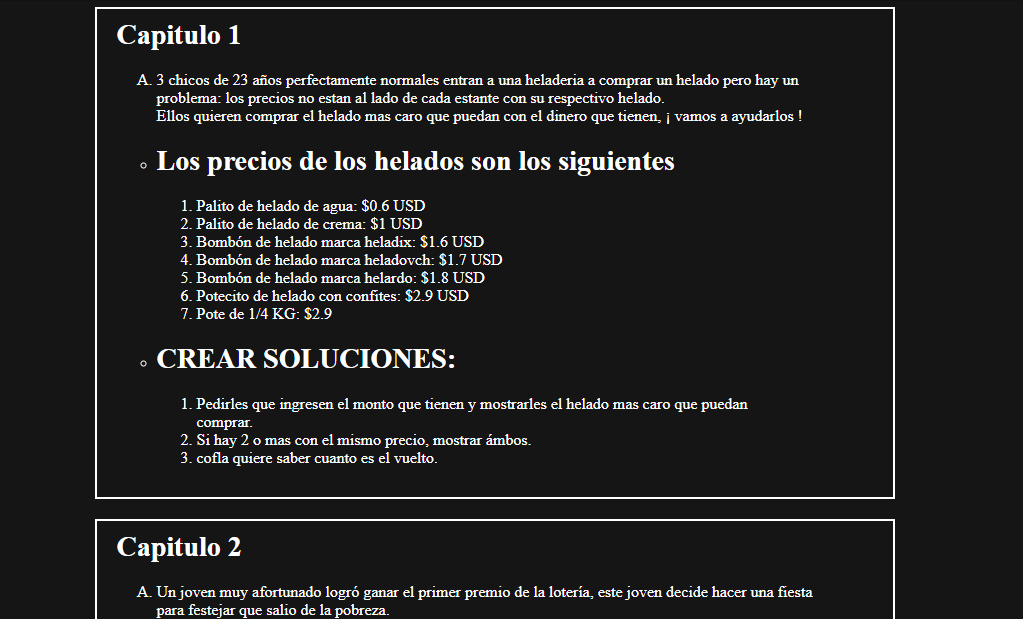 Capitulo 1
A. 3 chicos de 23 años perfectamente normales entran a una heladeria a comprar un helado pero hay un
problema: los precios no estan al lado de cada estante con su respectivo helado.
Ellos quieren comprar el helado mas caro que puedan con el dinero que tienen, ¡ vamos a ayudarlos !
Los precios de los helados son los siguientes
1. Palito de helado de agua: $0.6 USD
2. Palito de helado de crema: $1 USD
3. Bombón de helado marca heladix: $1.6 USD
4. Bombón de helado marca heladovch: $1.7 USD
5. Bombón de helado marca helardo: $1.8 USD
6. Potecito de helado con confites: $2.9 USD
7. Pote de 1/4 KG: $2.9
CREAR SOLUCIONES:
1. Pedirles que ingresen el monto que tienen y mostrarles el helado mas caro que puedan
comprar.
2. Si hay 2 o mas con el mismo precio, mostrar ámbos.
3. cofla quiere saber cuanto es el vuelto.
Capitulo 2
A. Un joven muy afortunado logró ganar el primer premio de la lotería, este joven decide hacer una fiesta
para festejar que salio de la pobreza.